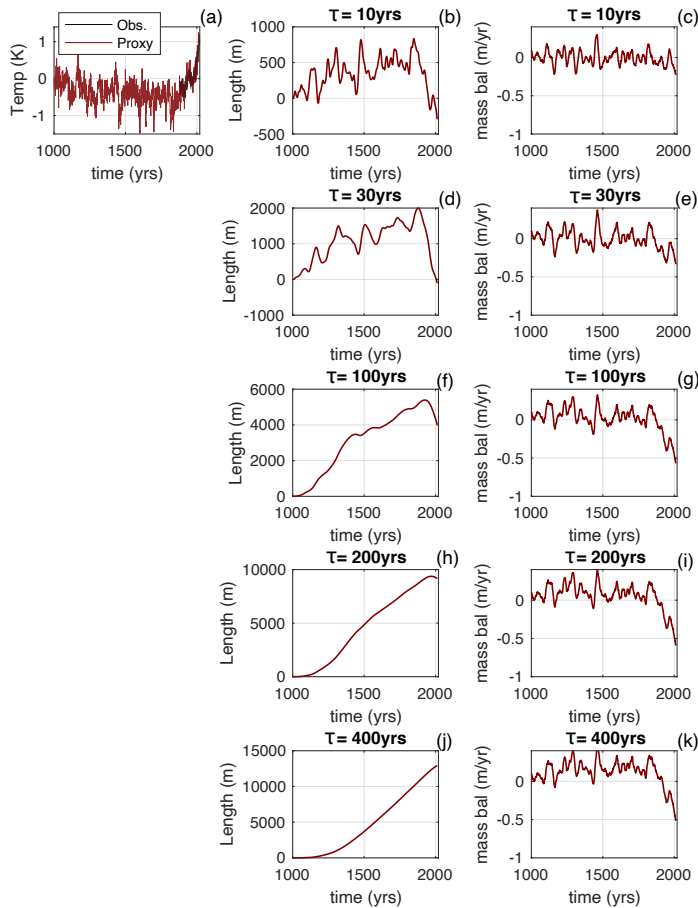 (a)
Obs.
Proxy
Temp (K)
1
0
-1
1000
1500
2000
time (yrs)
τ = 10yrs
(b)
Length (m)
1000
500
0
500
1000
1500
2000
time (yrs)
τ = 10yrs
(c)
mass bal (m/yr)
0
-0.5
-1
1000
1500
2000
time (yrs)
τ = 30yrs
(d)
Length (m)
2000
1000
0
-1000
1000
1500
2000
time (yrs)
τ = 30yrs
(e)
mass bal (m/yr)
0
-0.5
-1
1000
1500
2000
time (yrs)
τ = 100yrs
(f)
Length (m)
6000
4000
2000
0
1000
1500
2000
time (yrs)
τ = 100yrs
(g)
mass bal (m/yr)
0
-0.5
-1
1000
1500
2000
time (yrs)
τ = 200yrs
(h)
Length (m)
10000
5000
0
1000
1500
2000
time (yrs)
τ = 200yrs
(i)
mass bal (m/yr)
0
-0.5
-1
1000
1500
2000
time (yrs)
τ = 400yrs
(j)
Length (m)
15000
10000
5000
0
1000
1500
2000
time (yrs)
τ = 400yrs
(k)
mass bal (m/yr)
0
-0.5
-1
1000
1500
2000
time (yrs)